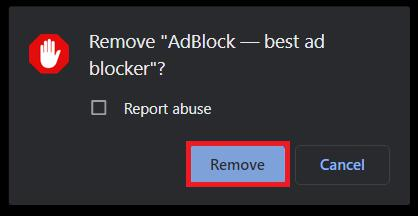 Remove "AdBlock — best ad
blocker"?
Report abuse
Remove
Cancel